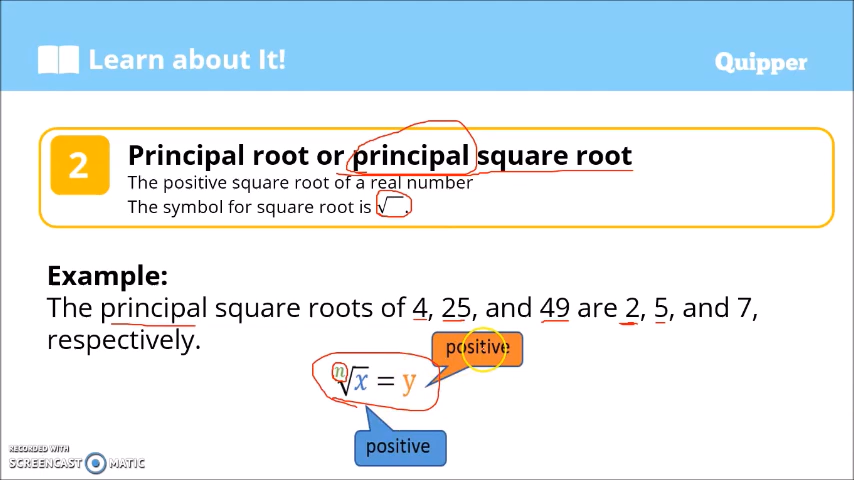 Learn about It!
Quipper
2
Principal root or principal square root
The positive square root of a real number
The symbol for square root is √ .
Example:
The principal square roots of 4, 25, and 49 are 2, 5, and 7,
respectively.
positive
ⁿ√x = y
positive
RECORDED WITH
SCREENCAST MATIC